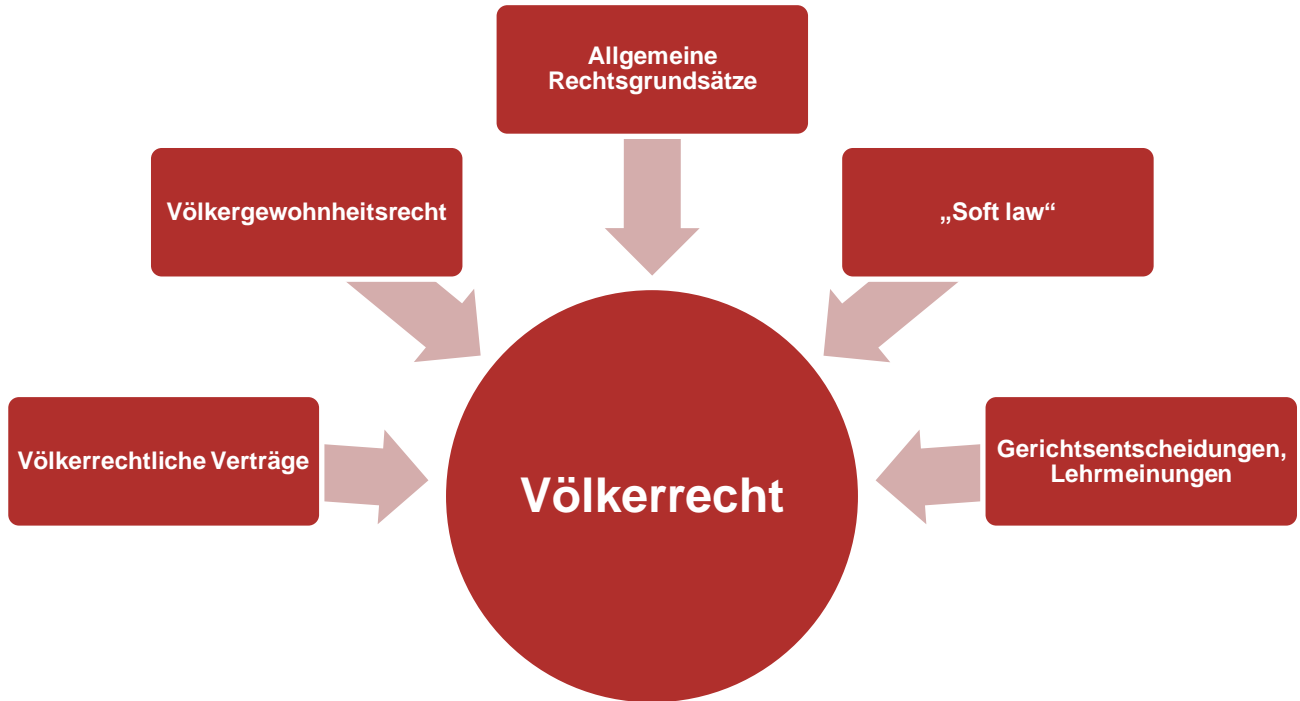 Allgemeine
Rechtsgrundsätze
Völkergewohnheitsrecht
„Soft law“
Völkerrechtliche Verträge
Gerichtsentscheidungen,
Lehrmeinungen
Völkerrecht